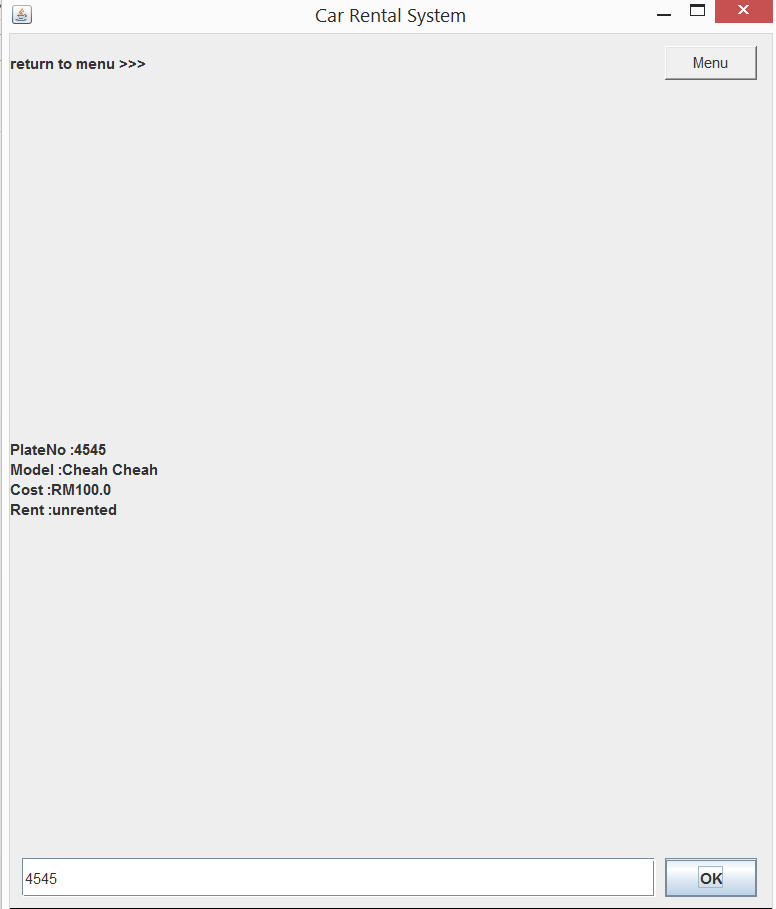 Car Rental System
return to menu >>>
Menu
PlateNo :4545
Model :Cheah Cheah
Cost :RM100.0
Rent :unrented
4545
OK